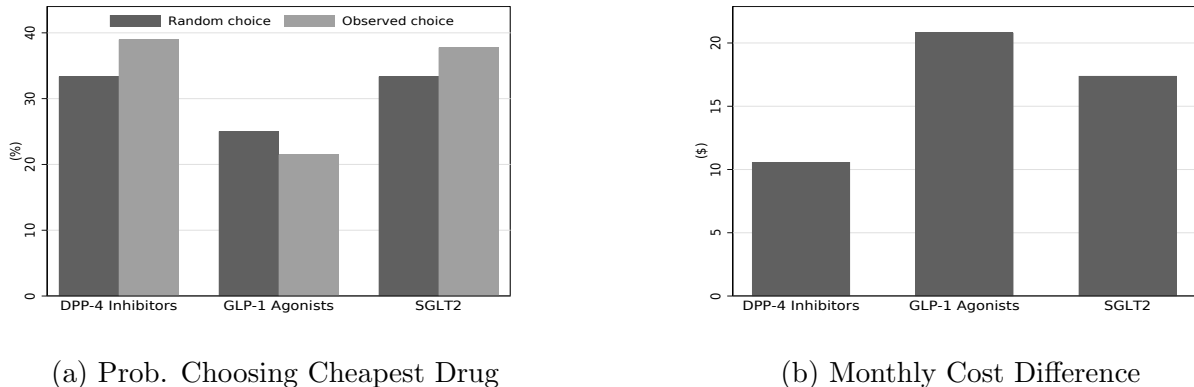 Random choice
Observed choice
(%)
40
30
20
10
0
DPP-4 Inhibitors
GLP-1 Agonists
SGLT2
(a) Prob. Choosing Cheapest Drug
($)
20
15
10
5
0
DPP-4 Inhibitors
GLP-1 Agonists
SGLT2
(b) Monthly Cost Difference